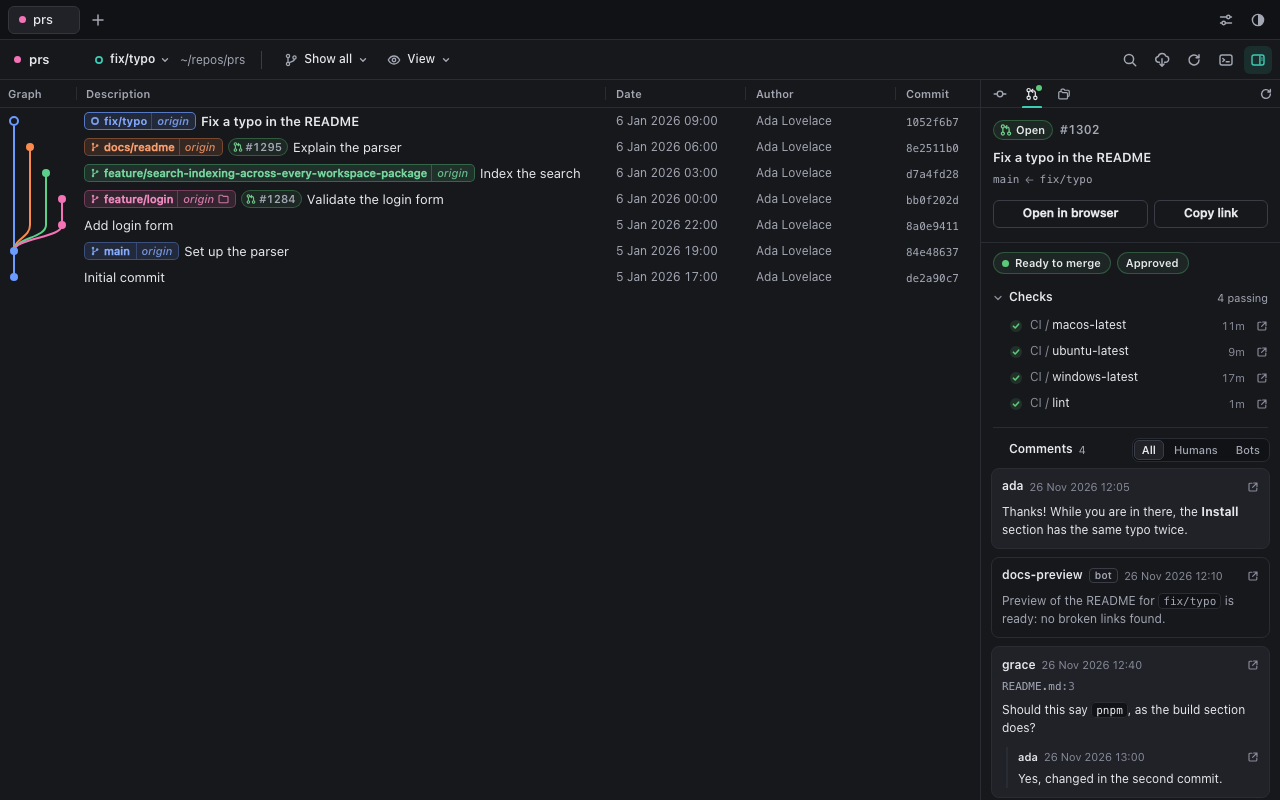 prs
prs fix/typo ~/repos/prs Show all View
Graph Description Date Author Commit
fix/typo origin Fix a typo in the README 6 Jan 2026 09:00 Ada Lovelace 1052f6b7
docs/readme origin #1295 Explain the parser 6 Jan 2026 06:00 Ada Lovelace 8e2511b0
feature/search-indexing-across-every-workspace-package origin Index the search 6 Jan 2026 03:00 Ada Lovelace d7a4fd28
feature/login origin #1284 Validate the login form 6 Jan 2026 00:00 Ada Lovelace bb0f202d
Add login form 5 Jan 2026 22:00 Ada Lovelace 8a0e9411
main origin Set up the parser 5 Jan 2026 19:00 Ada Lovelace 84e48637
Initial commit 5 Jan 2026 17:00 Ada Lovelace de2a90c7
Open #1302
Fix a typo in the README
main ← fix/typo
Open in browser Copy link
Ready to merge Approved
Checks 4 passing
CI / macos-latest 11m
CI / ubuntu-latest 9m
CI / windows-latest 17m
CI / lint 1m
Comments 4 All Humans Bots
ada 26 Nov 2026 12:05
Thanks! While you are in there, the Install
section has the same typo twice.
docs-preview bot 26 Nov 2026 12:10
Preview of the README for fix/typo is
ready: no broken links found.
grace 26 Nov 2026 12:40
README.md:3
Should this say pnpm, as the build section
does?
ada 26 Nov 2026 13:00
Yes, changed in the second commit.